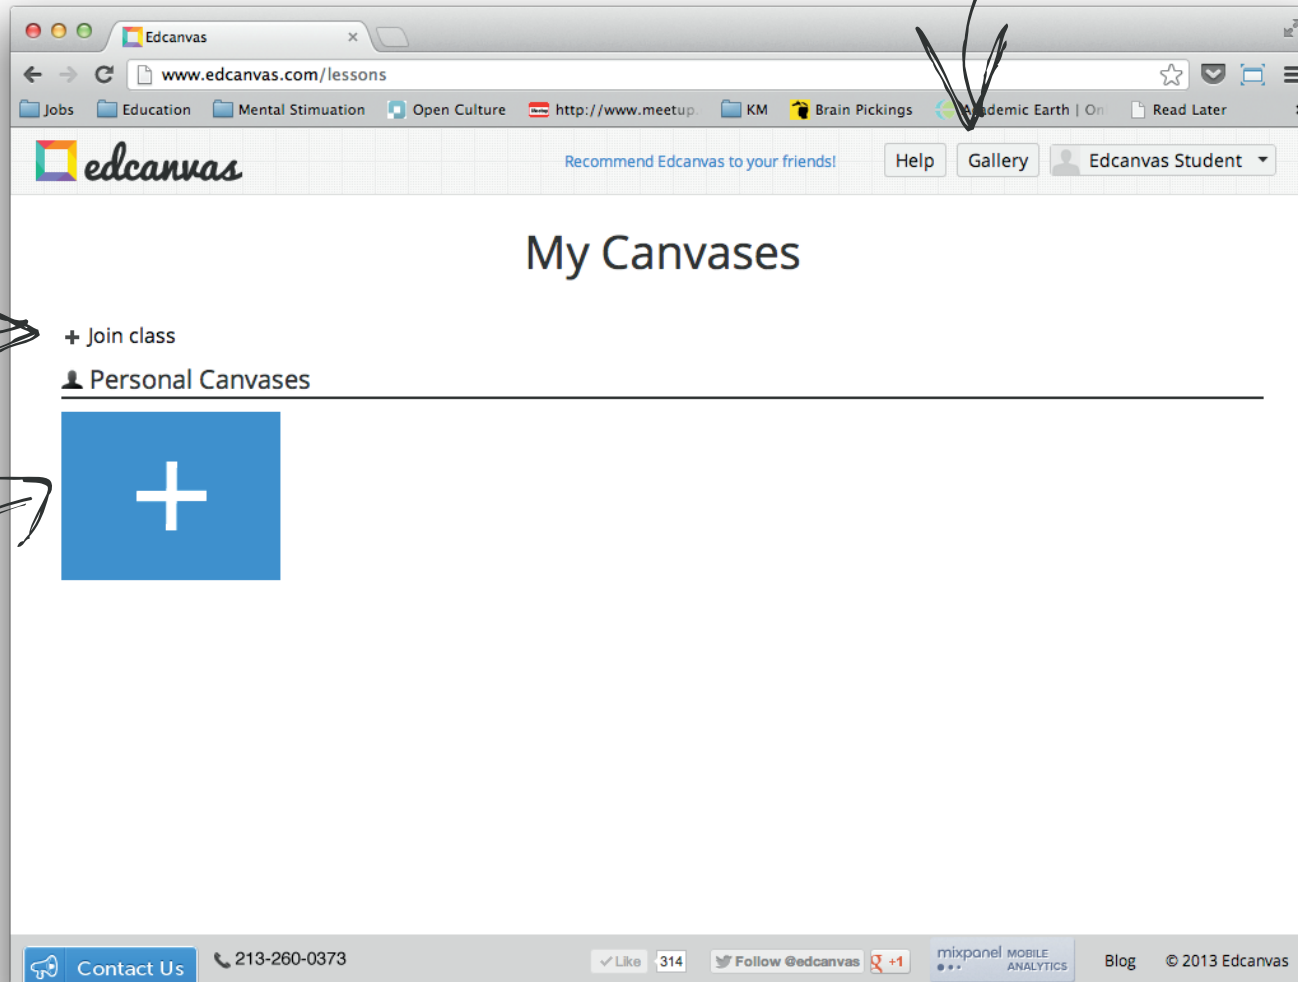 Edcanvas
www.edcanvas.com/lessons
Jobs Education Mental Stimuation Open Culture http://www.meetup. KM Brain Pickings Academic Earth | On Read Later
edcanvas Recommend Edcanvas to your friends! Help Gallery Edcanvas Student
My Canvases
Join class
Personal Canvases
Contact Us 213-260-0373 Like 314 Follow @edcanvas g +1 mixpanel MOBILE ANALYTICS Blog © 2013 Edcanvas